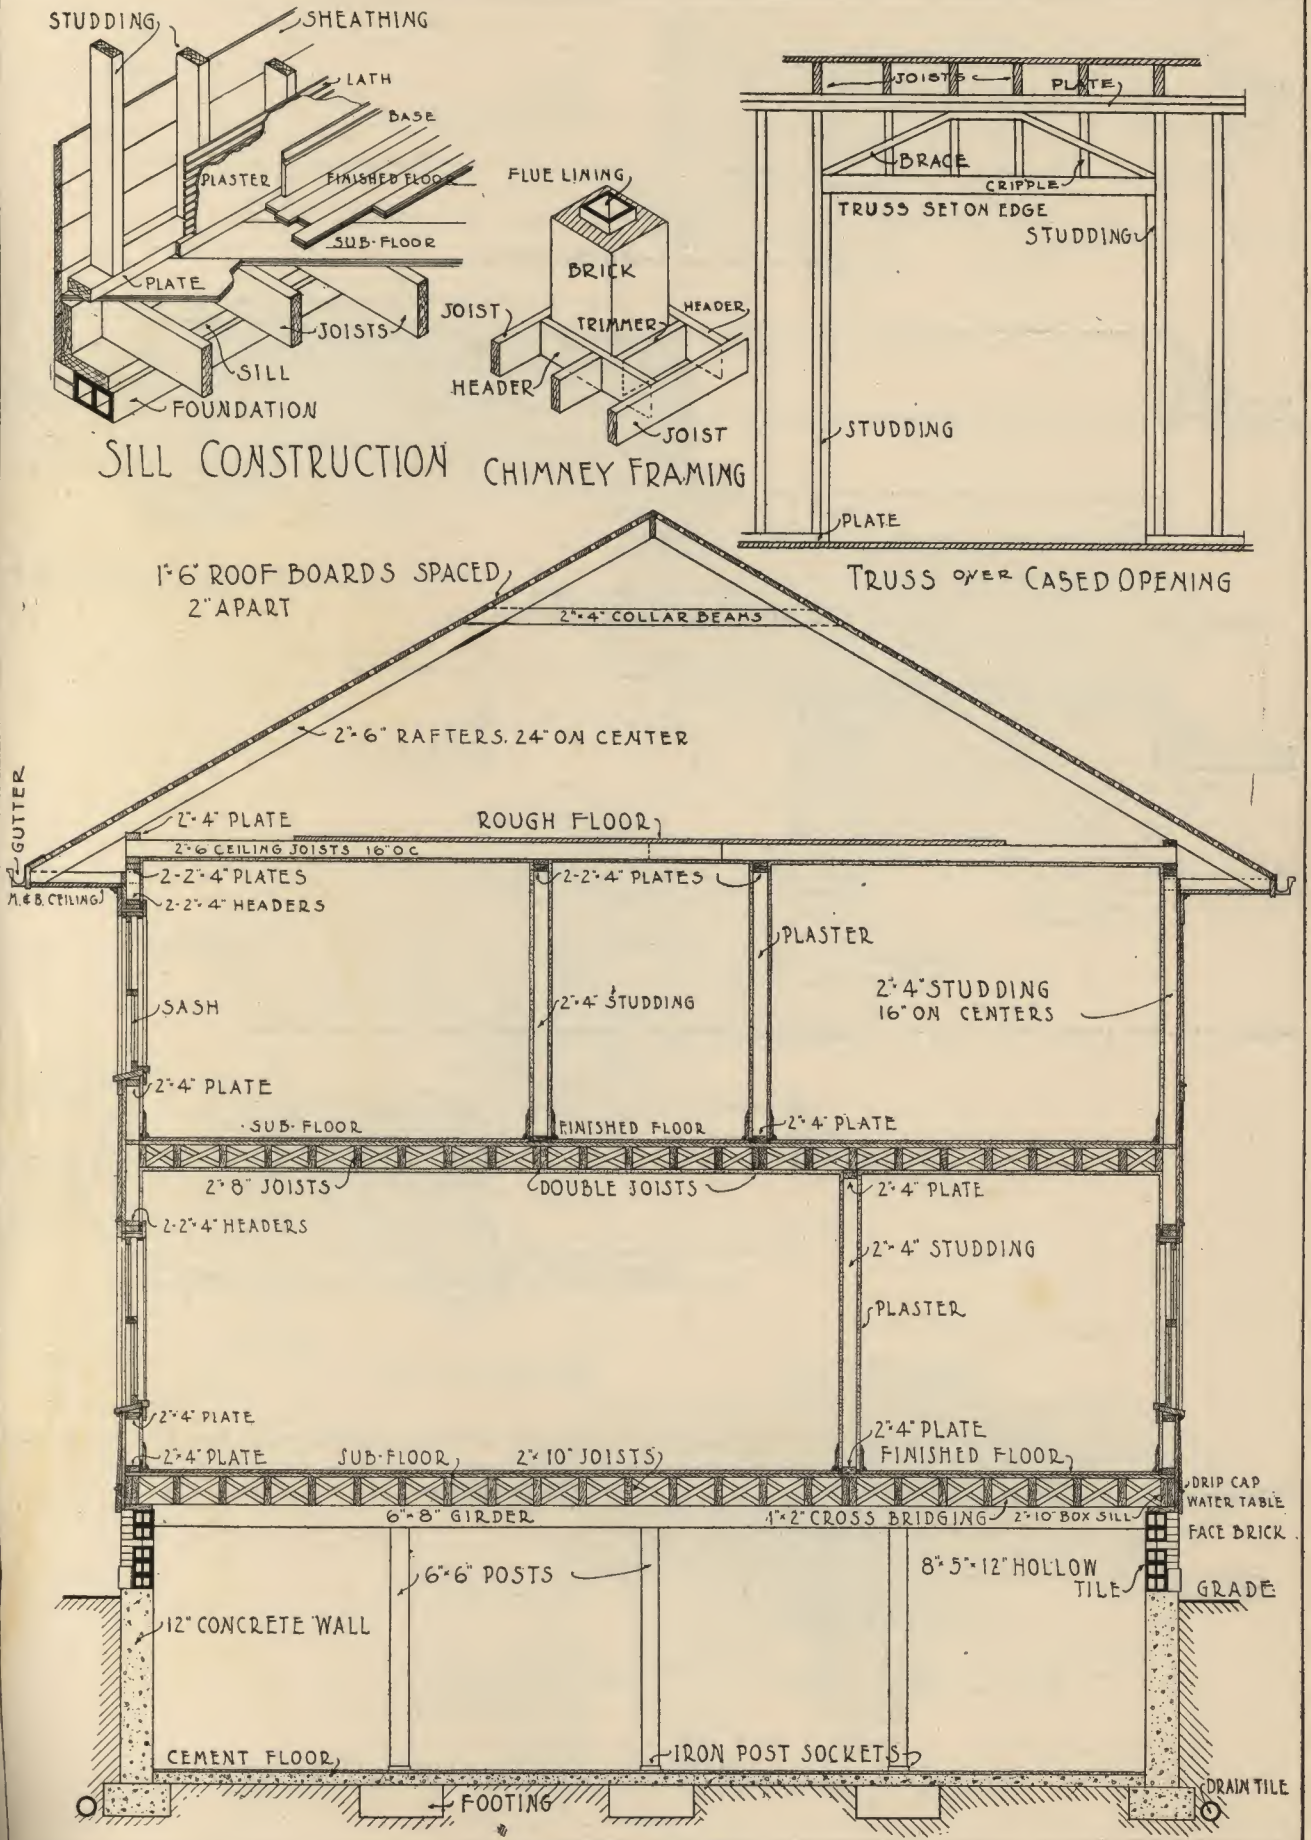 STUDDING
SHEATHING
LATH
BASE
PLASTER
FINISHED FLOOR
SUB-FLOOR
PLATE
JOISTS
SILL
FOUNDATION
SILL CONSTRUCTION
FLUE LINING
BRICK
JOIST
TRIMMER
HEADER
HEADER
JOIST
CHIMNEY FRAMING
JOISTS
PLATE
BRACE
CRIPPLE
TRUSS SET ON EDGE
STUDDING
STUDDING
PLATE
TRUSS OVER CASED OPENING
1"×6" ROOF BOARDS SPACED
2" APART
2"×4" COLLAR BEAMS
2"×6" RAFTERS. 24" ON CENTER
GUTTER
2"×4" PLATE
ROUGH FLOOR
2"×6 CEILING JOISTS 16" O C
2-2"×4" PLATES
2-2"×4" PLATES
M. & B. CEILING
2-2"×4" HEADERS
PLASTER
2"×4" STUDDING
16" ON CENTERS
SASH
2"×4" STUDDING
2"×4" PLATE
SUB-FLOOR
FINISHED FLOOR
2"×4" PLATE
2"×8" JOISTS
DOUBLE JOISTS
2"×4" PLATE
2-2"×4" HEADERS
2"×4" STUDDING
PLASTER
2"×4" PLATE
2"×4" PLATE
2"×4" PLATE
SUB-FLOOR
2"×10" JOISTS
FINISHED FLOOR
DRIP CAP
WATER TABLE
6"×8" GIRDER
1"×2" CROSS BRIDGING
2"×10" BOX SILL
FACE BRICK
6"×6" POSTS
8"×5"×12" HOLLOW
TILE
GRADE
12" CONCRETE WALL
CEMENT FLOOR
IRON POST SOCKETS
FOOTING
DRAIN TILE